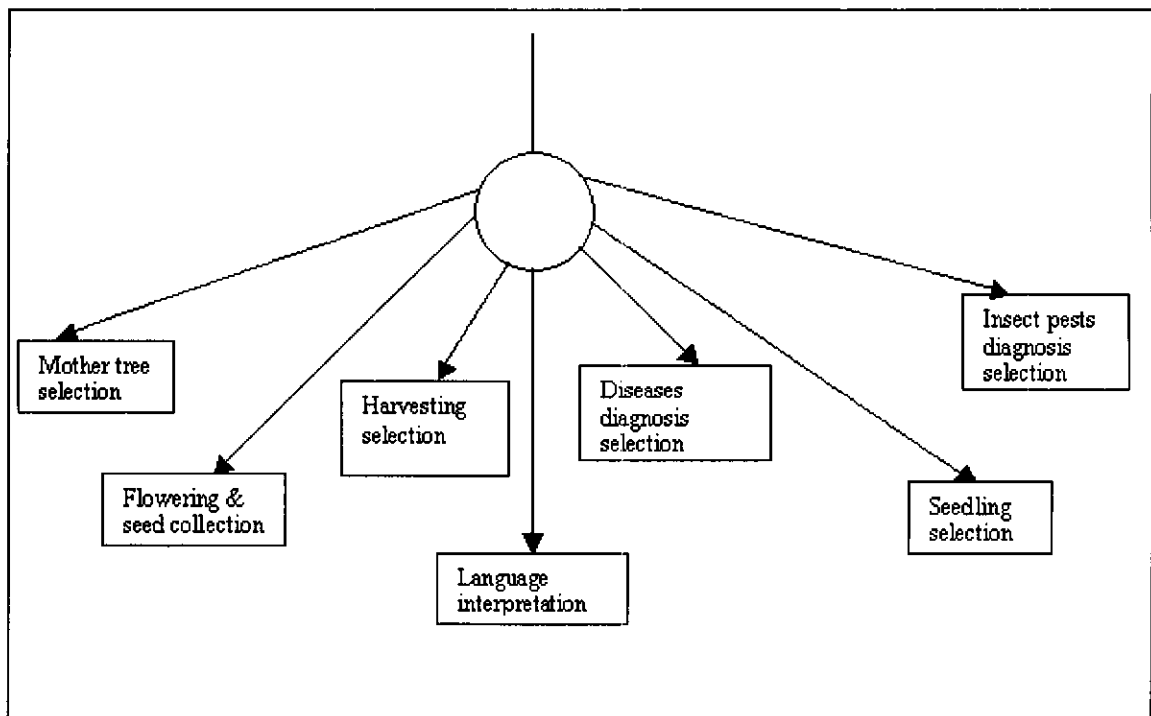 Mother tree
selection
Flowering &
seed collection
Harvesting
selection
Language
interpretation
Diseases
diagnosis
selection
Seedling
selection
Insect pests
diagnosis
selection